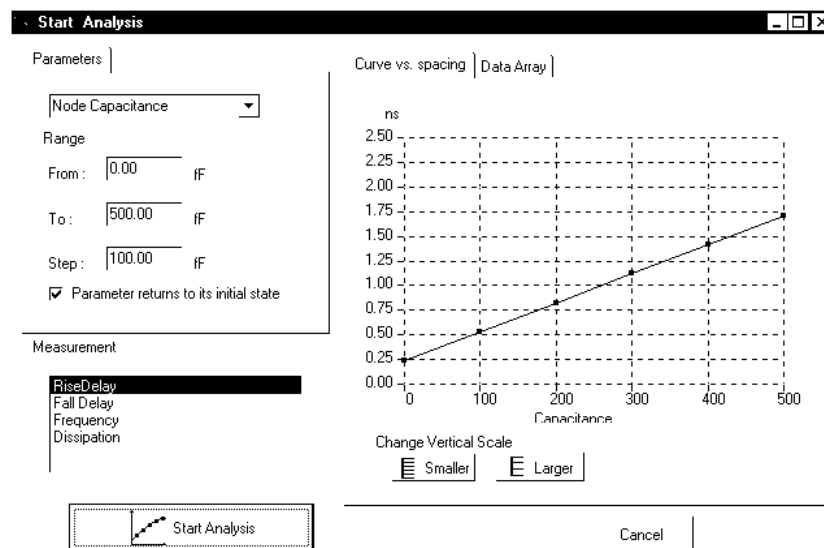 Start Analysis
Parameters
Node Capacitance
Range
From : 0.00 fF
To : 500.00 fF
Step : 100.00 fF
Parameter returns to its initial state
Measurement
RiseDelay
Fall Delay
Frequency
Dissipation
Start Analysis
Curve vs. spacing
Data Array
ns
2.50
2.25
2.00
1.75
1.50
1.25
1.00
0.75
0.50
0.25
0.00
0 100 200 300 400 500
Capacitance
Change Vertical Scale
Smaller
Larger
Cancel